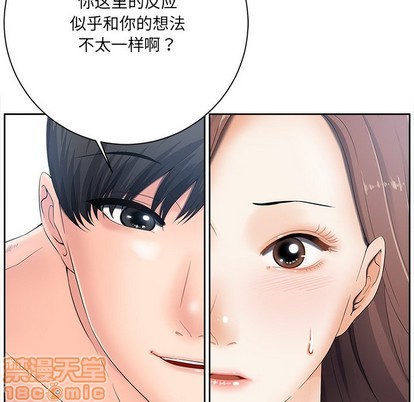 你这里的反应
似乎和你的想法
不太一样啊？
禁漫天堂
18comic